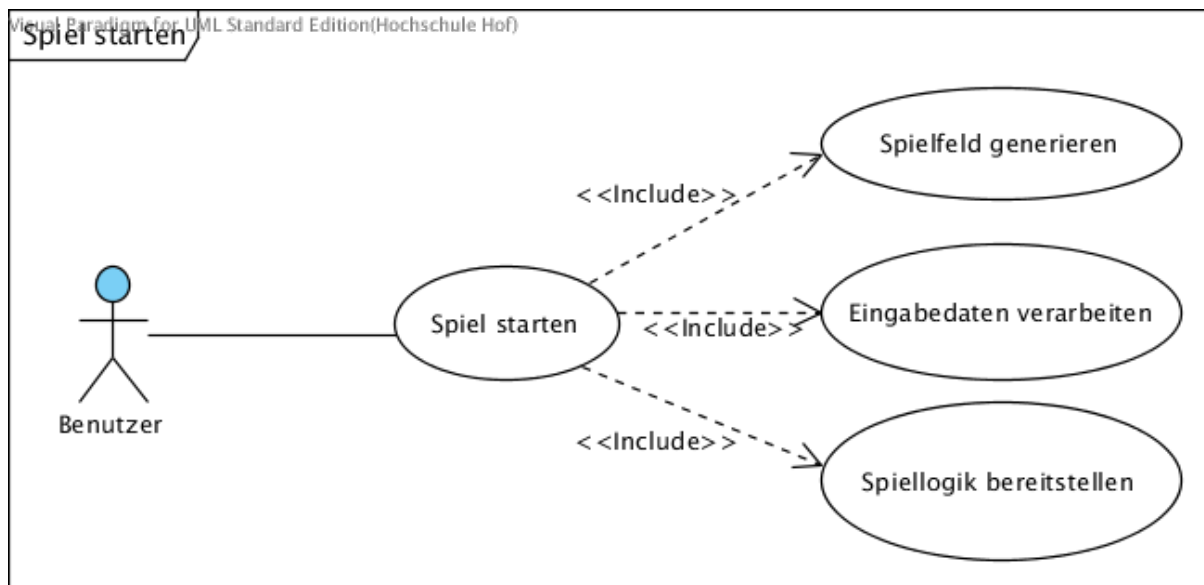 Visual Paradigm for UML Standard Edition(Hochschule Hof)
Spiel starten
Spielfeld generieren
<<Include>>
Spiel starten
Eingabedaten verarbeiten
<<Include>>
Benutzer
<<Include>>
Spiellogik bereitstellen